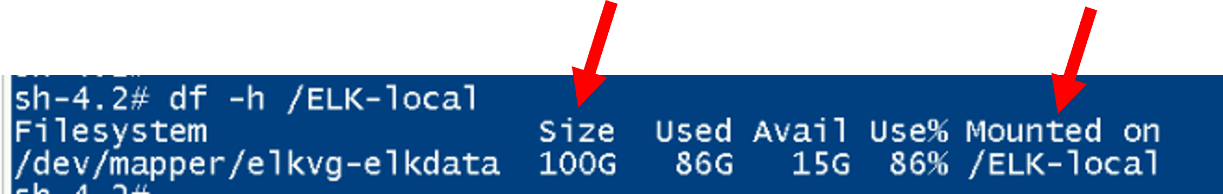 sh-4.2# df -h /ELK-local
Filesystem Size Used Avail Use% Mounted on
/dev/mapper/elkvg-elkdata 100G 86G 15G 86% /ELK-local